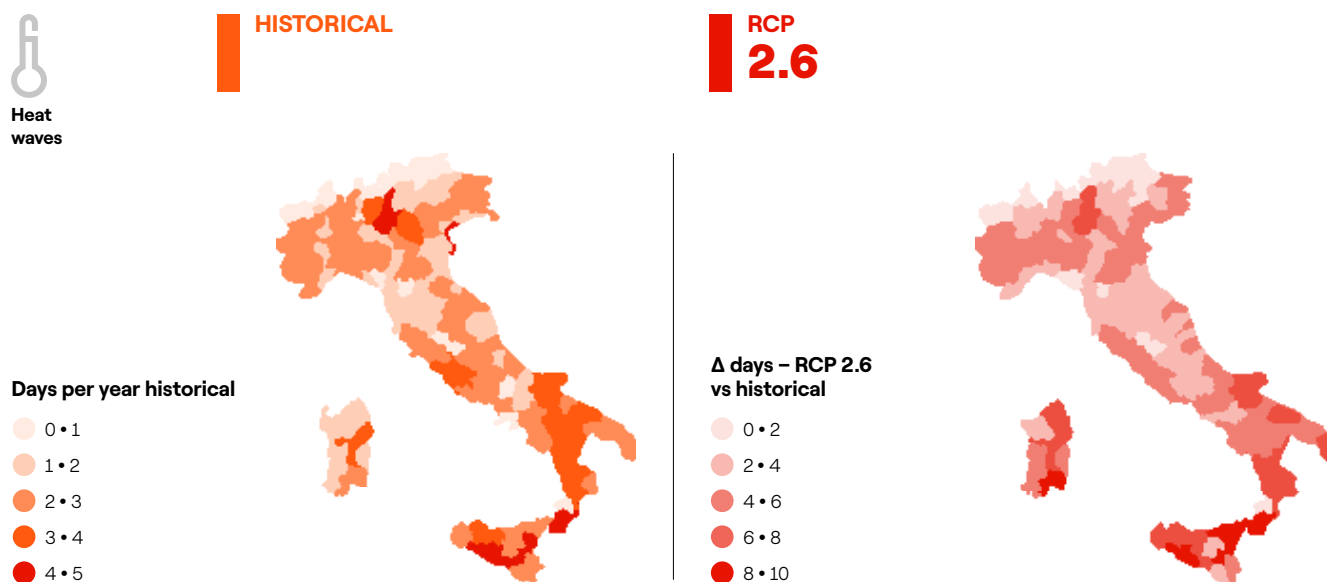 HISTORICAL
RCP
2.6
Heat
waves
Days per year historical
0 • 1
1 • 2
2 • 3
3 • 4
4 • 5
Δ days – RCP 2.6
vs historical
0 • 2
2 • 4
4 • 6
6 • 8
8 • 10